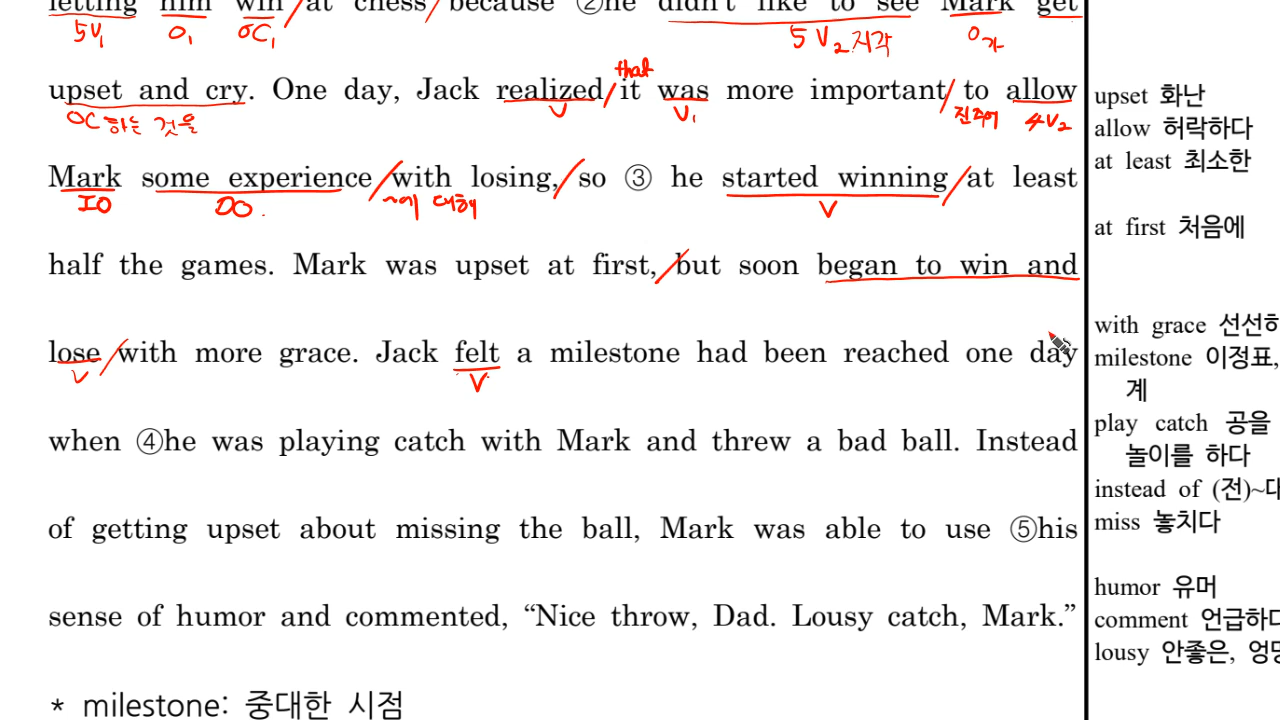 letting him win / at chess / because ②he didn't like to see Mark get
5V₁ O₁ OC₁ 5 V₂ 지각 O가
that
upset and cry. One day, Jack realized / it was more important / to allow
OC 하는 것을 V V₁ 진주어 4V₂
Mark some experience / with losing, / so ③ he started winning / at least
IO DO. ~에 대해 V
half the games. Mark was upset at first, / but soon began to win and
lose / with more grace. Jack felt a milestone had been reached one day
V V
when ④he was playing catch with Mark and threw a bad ball. Instead
of getting upset about missing the ball, Mark was able to use ⑤his
sense of humor and commented, “Nice throw, Dad. Lousy catch, Mark.”
* milestone: 중대한 시점
upset 화난
allow 허락하다
at least 최소한
at first 처음에
with grace 선선히
milestone 이정표,
계
play catch 공을
놀이를 하다
instead of (전)~대
miss 놓치다
humor 유머
comment 언급하다
lousy 안좋은, 엉망